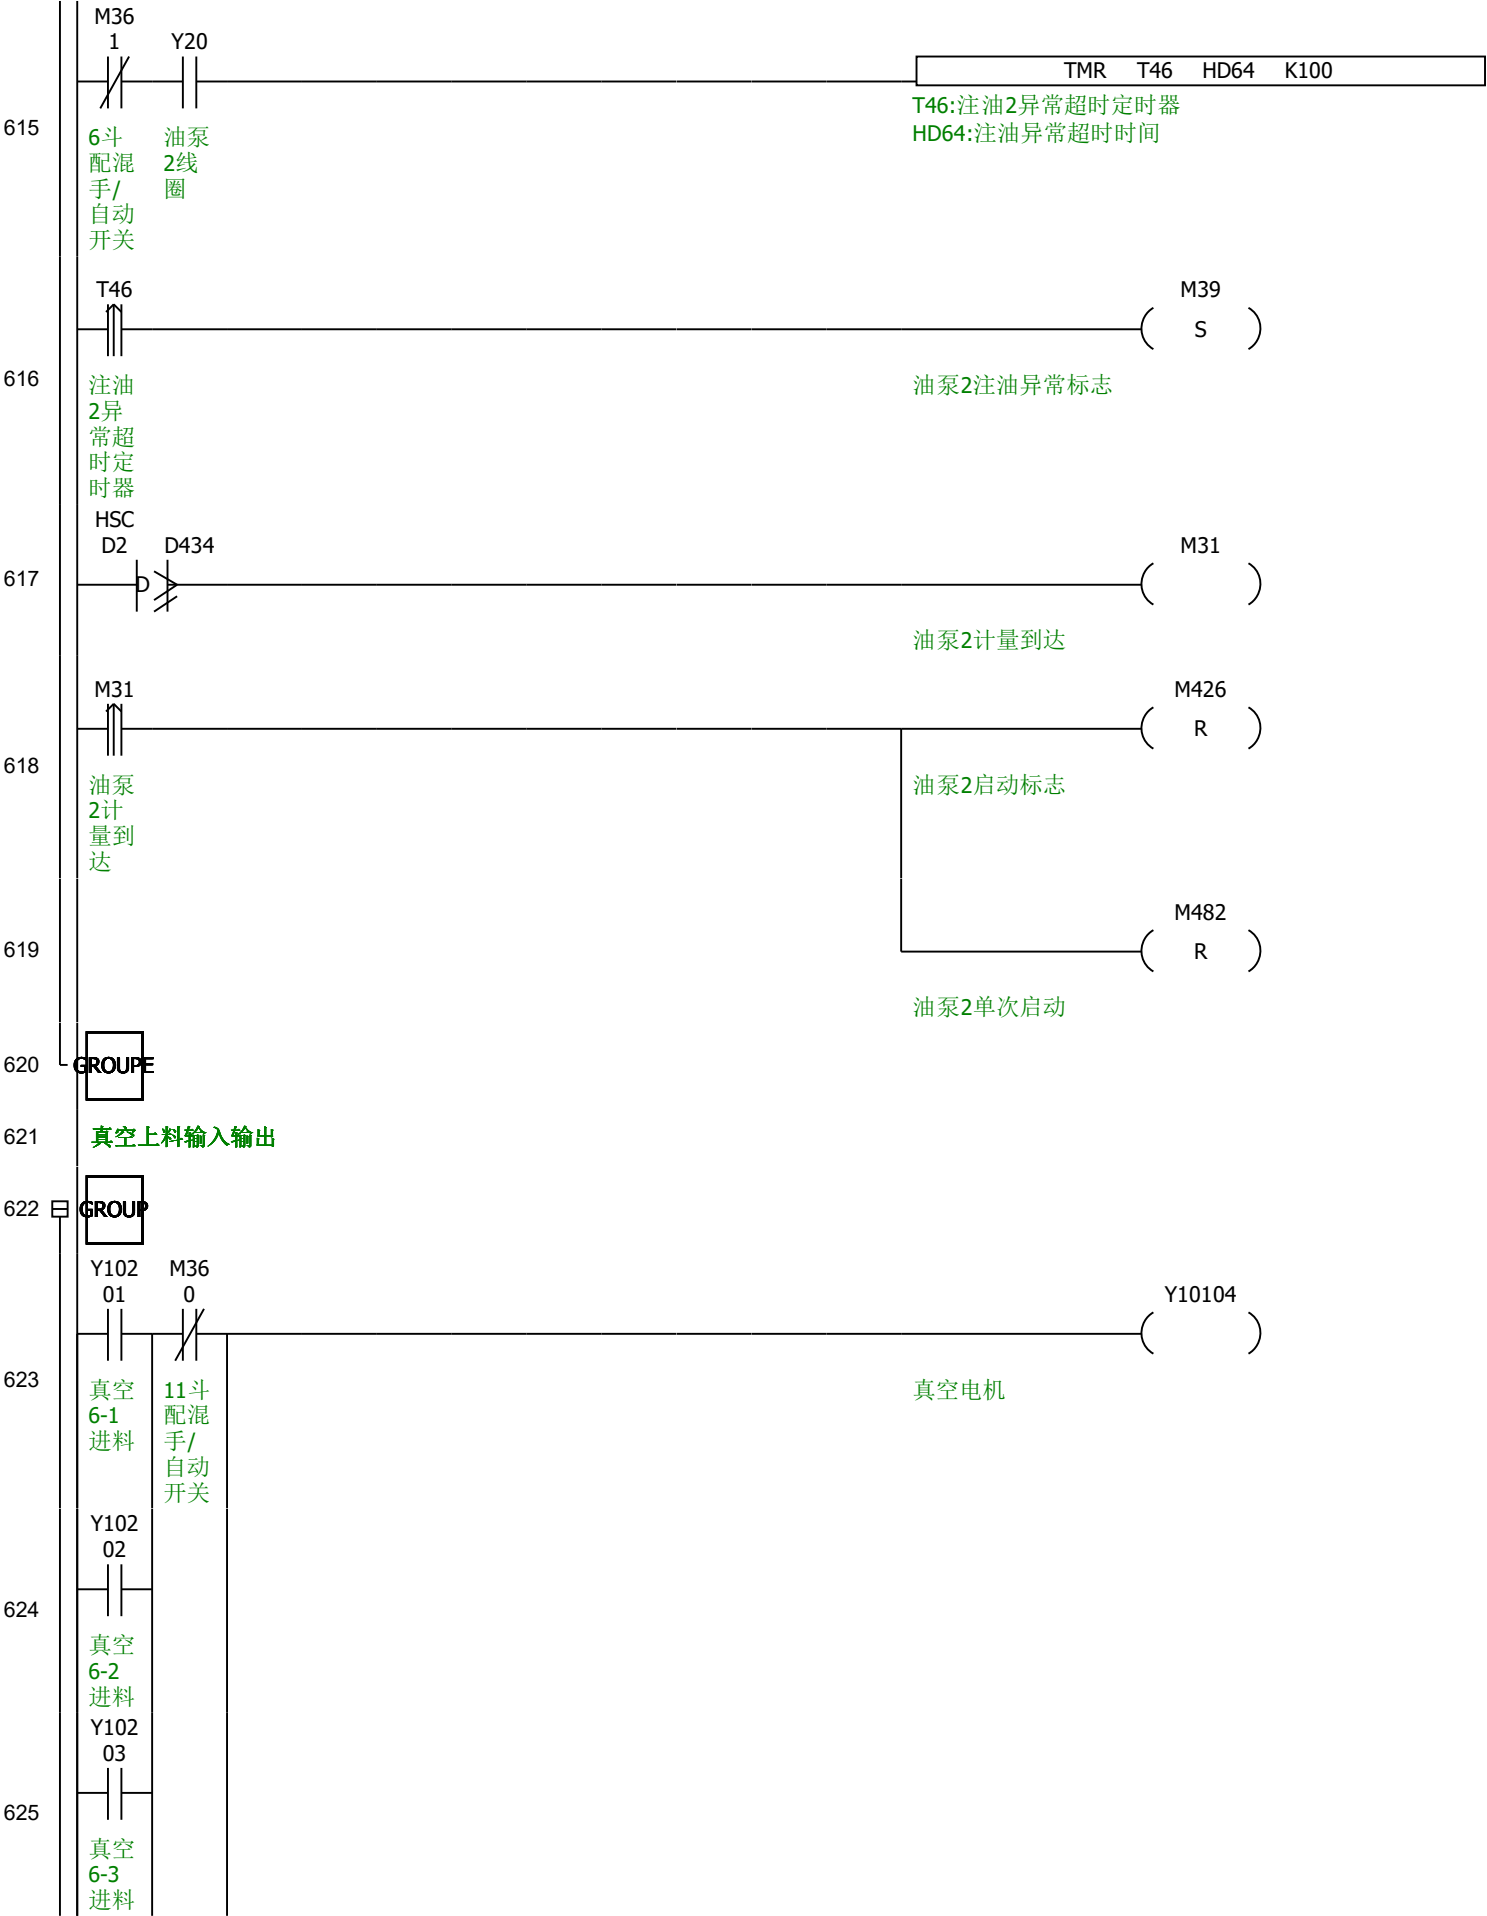 M36
1
Y20
TMR T46 HD64 K100
T46:注油2异常超时定时器
HD64:注油异常超时时间
615
6斗
配混
手/
自动
开关
油泵
2线
圈
T46
M39
S
616
注油
2异
常超
时定
时器
油泵2注油异常标志
HSC
D2
D434
M31
617
D
油泵2计量到达
M31
M426
R
618
油泵
2计
量到
达
油泵2启动标志
M482
R
619
油泵2单次启动
620
GROUPE
621
真空上料输入输出
622
GROUP
Y102
01
M36
0
Y10104
623
真空
6-1
进料
11斗
配混
手/
自动
开关
真空电机
Y102
02
624
真空
6-2
进料
Y102
03
625
真空
6-3
进料